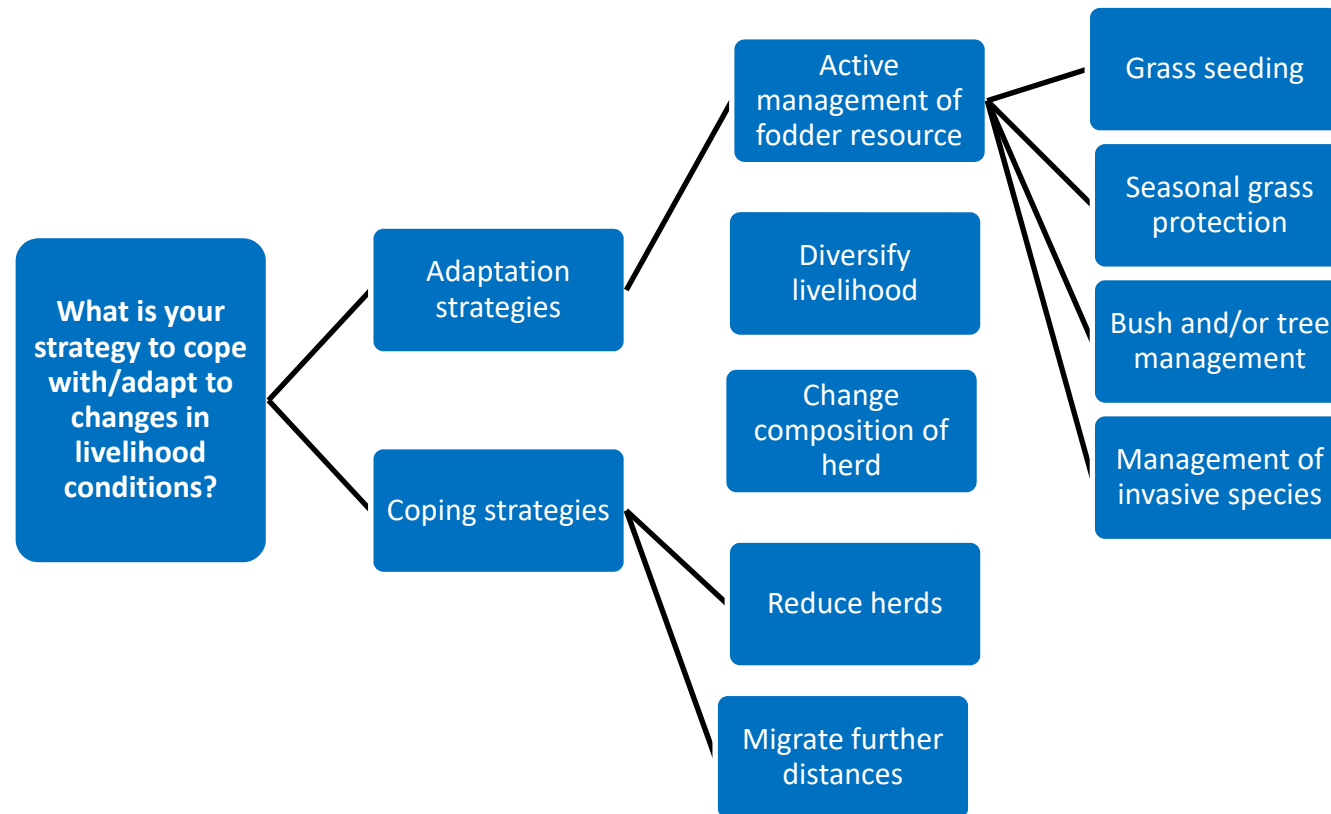 What is your
strategy to cope
with/adapt to
changes in
livelihood
conditions?
Adaptation
strategies
Coping strategies
Active
management of
fodder resource
Diversify
livelihood
Change
composition of
herd
Reduce herds
Migrate further
distances
Grass seeding
Seasonal grass
protection
Bush and/or tree
management
Management of
invasive species